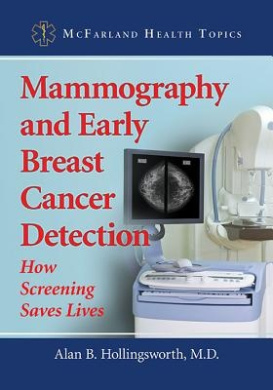 McFarland Health Topics
Mammography
and Early
Breast
Cancer
Detection
How
Screening
Saves Lives
Alan B. Hollingsworth, M.D.